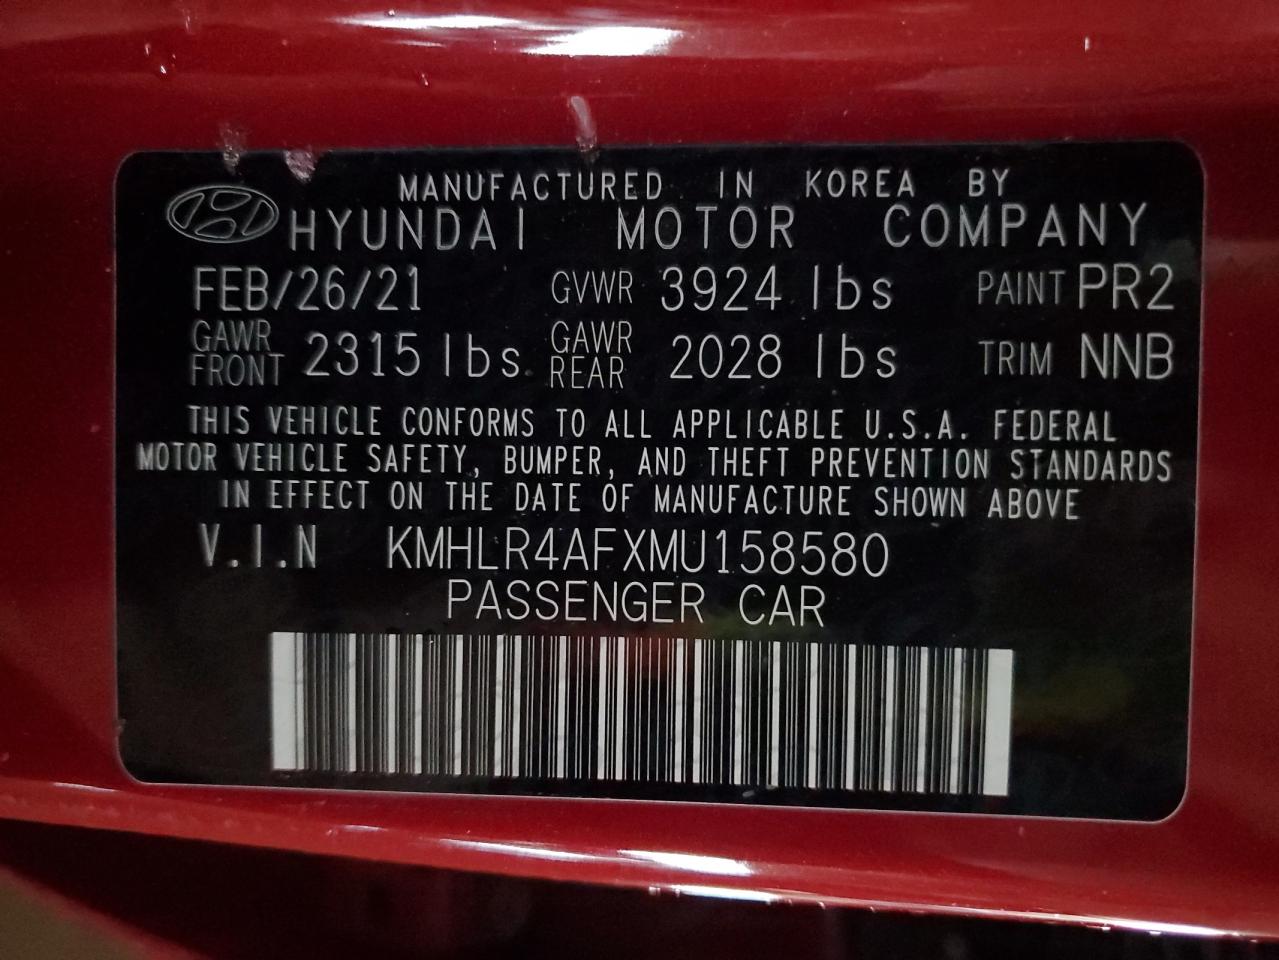 MANUFACTURED IN KOREA BY
HYUNDAI MOTOR COMPANY
FEB/26/21 GVWR 3924 lbs PAINT PR2
GAWR FRONT 2315 lbs. GAWR REAR 2028 lbs TRIM NNB
THIS VEHICLE CONFORMS TO ALL APPLICABLE U.S.A. FEDERAL
MOTOR VEHICLE SAFETY, BUMPER, AND THEFT PREVENTION STANDARDS
IN EFFECT ON THE DATE OF MANUFACTURE SHOWN ABOVE
V.I.N KMHLR4AFXMU158580
PASSENGER CAR